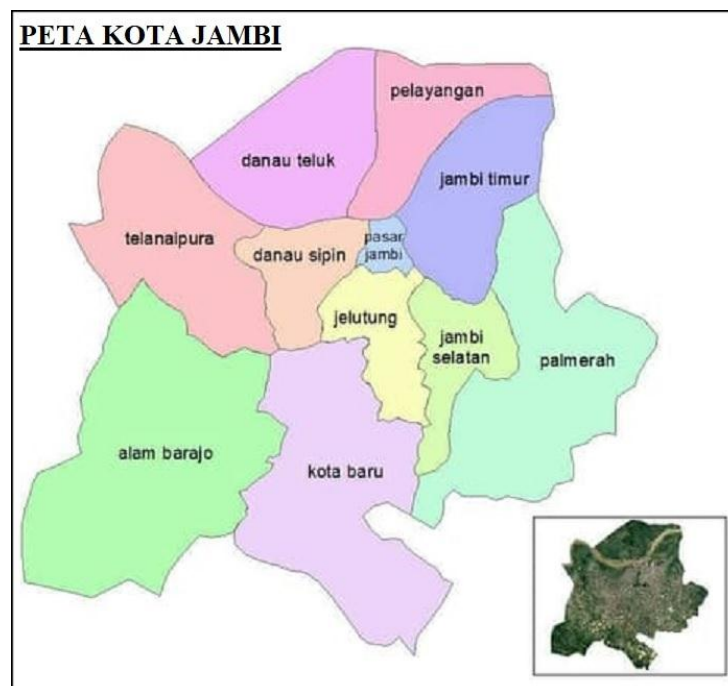 PETA KOTA JAMBI
pelayangan
danau teluk
jambi timur
telanaipura
danau sipin
pasar
jambi
jelutung
jambi
selatan
palmerah
alam barajo
kota baru